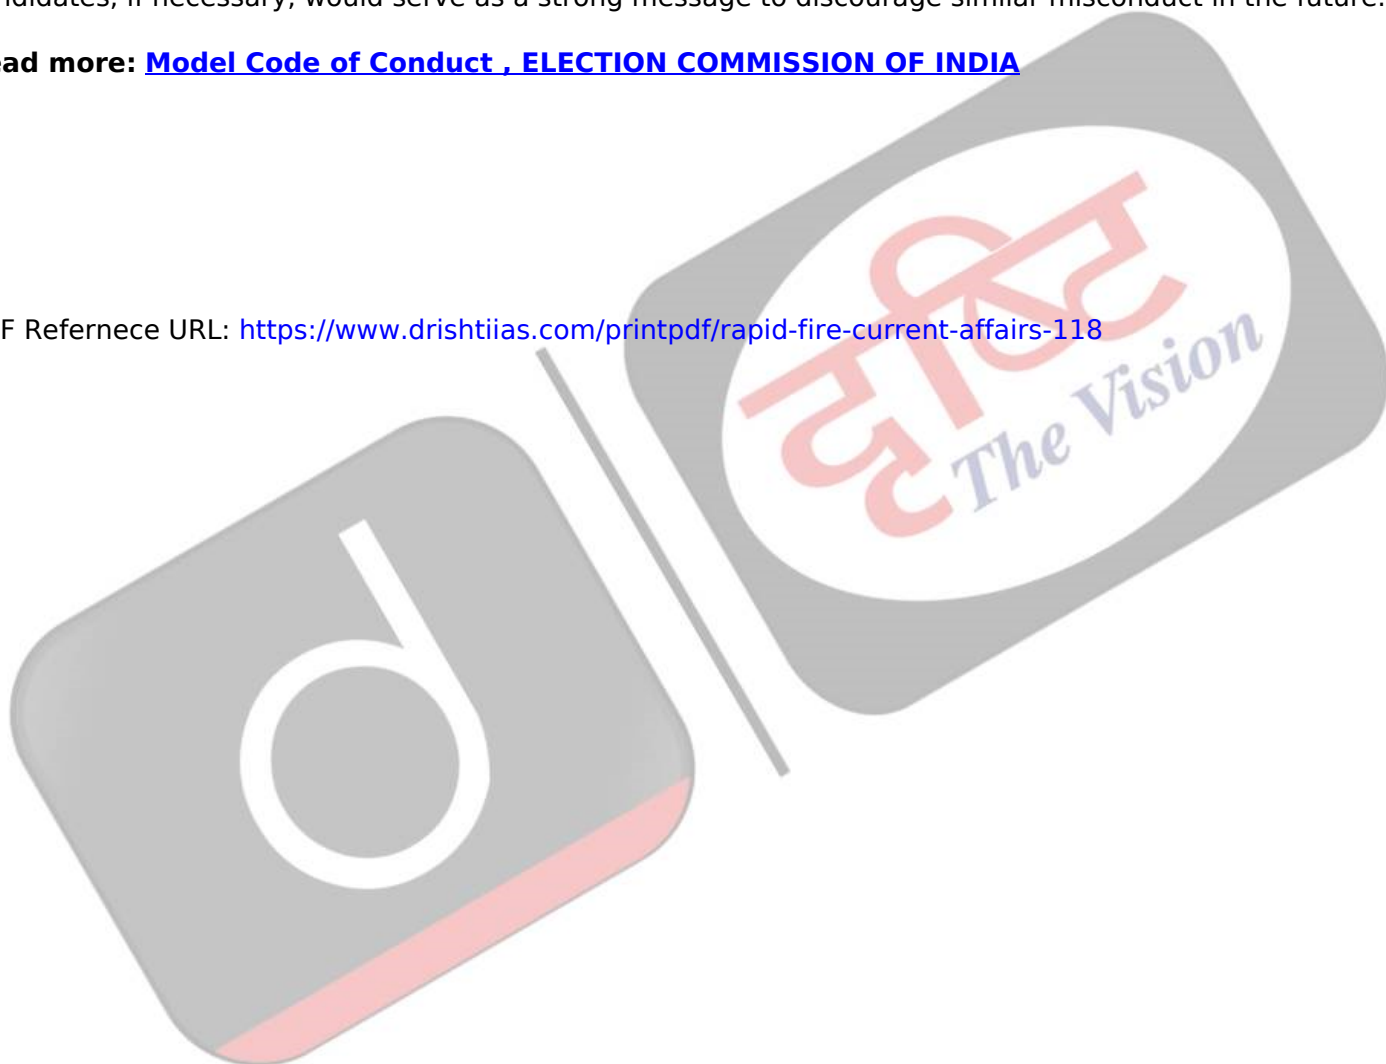 ndidates, if necessary, would serve as a strong message to discourage similar misconduct in the future.
ad more: Model Code of Conduct , ELECTION COMMISSION OF INDIA
F Refernece URL: https://www.drishtiias.com/printpdf/rapid-fire-current-affairs-118
दृष्टि
The Vision
d